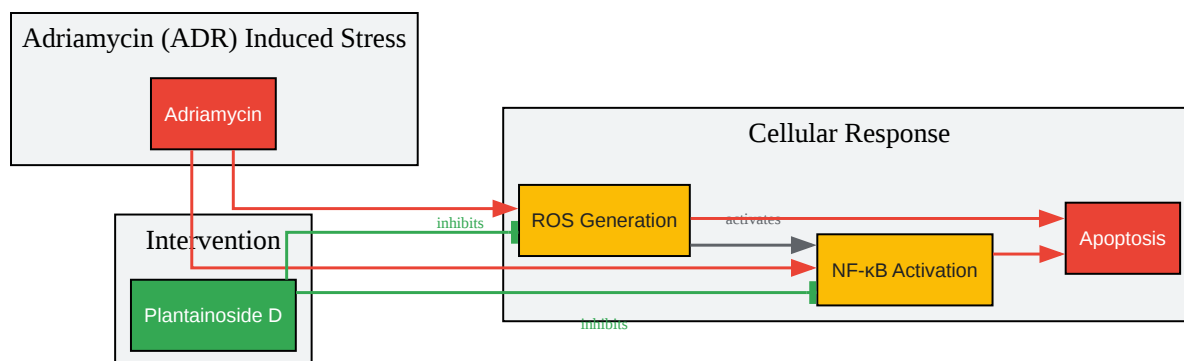 Adriamycin (ADR) Induced Stress
Adriamycin
Cellular Response
ROS Generation
activates
inhibits
Apoptosis
Intervention
NF-κB Activation
Plantainoside D
inhibits